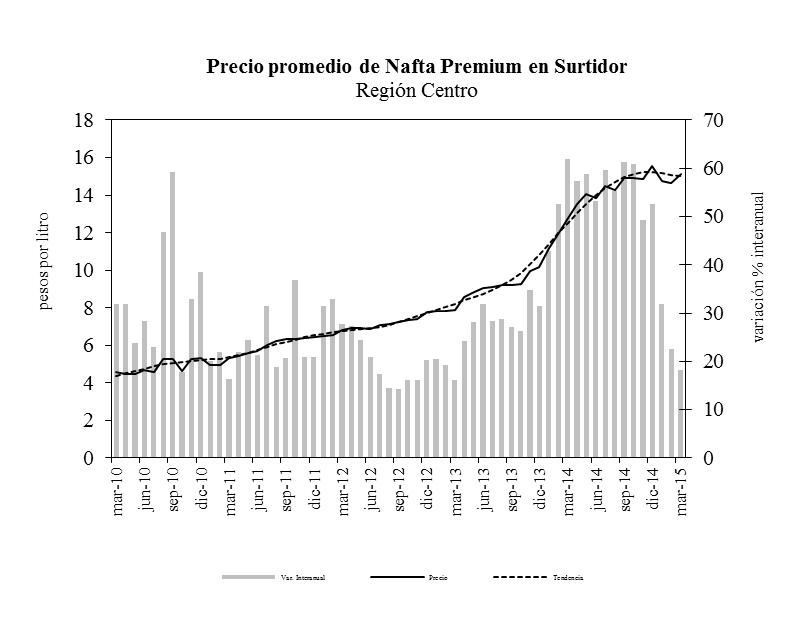 Precio promedio de Nafta Premium en Surtidor
Región Centro
pesos por litro
18
16
14
12
10
8
6
4
2
0
70
60
50
40
30
20
10
0
variación % interanual
mar-10
jun-10
sep-10
dic-10
mar-11
jun-11
sep-11
dic-11
mar-12
jun-12
sep-12
dic-12
mar-13
jun-13
sep-13
dic-13
mar-14
jun-14
sep-14
dic-14
mar-15
Var. Interanual
Precio
Tendencia